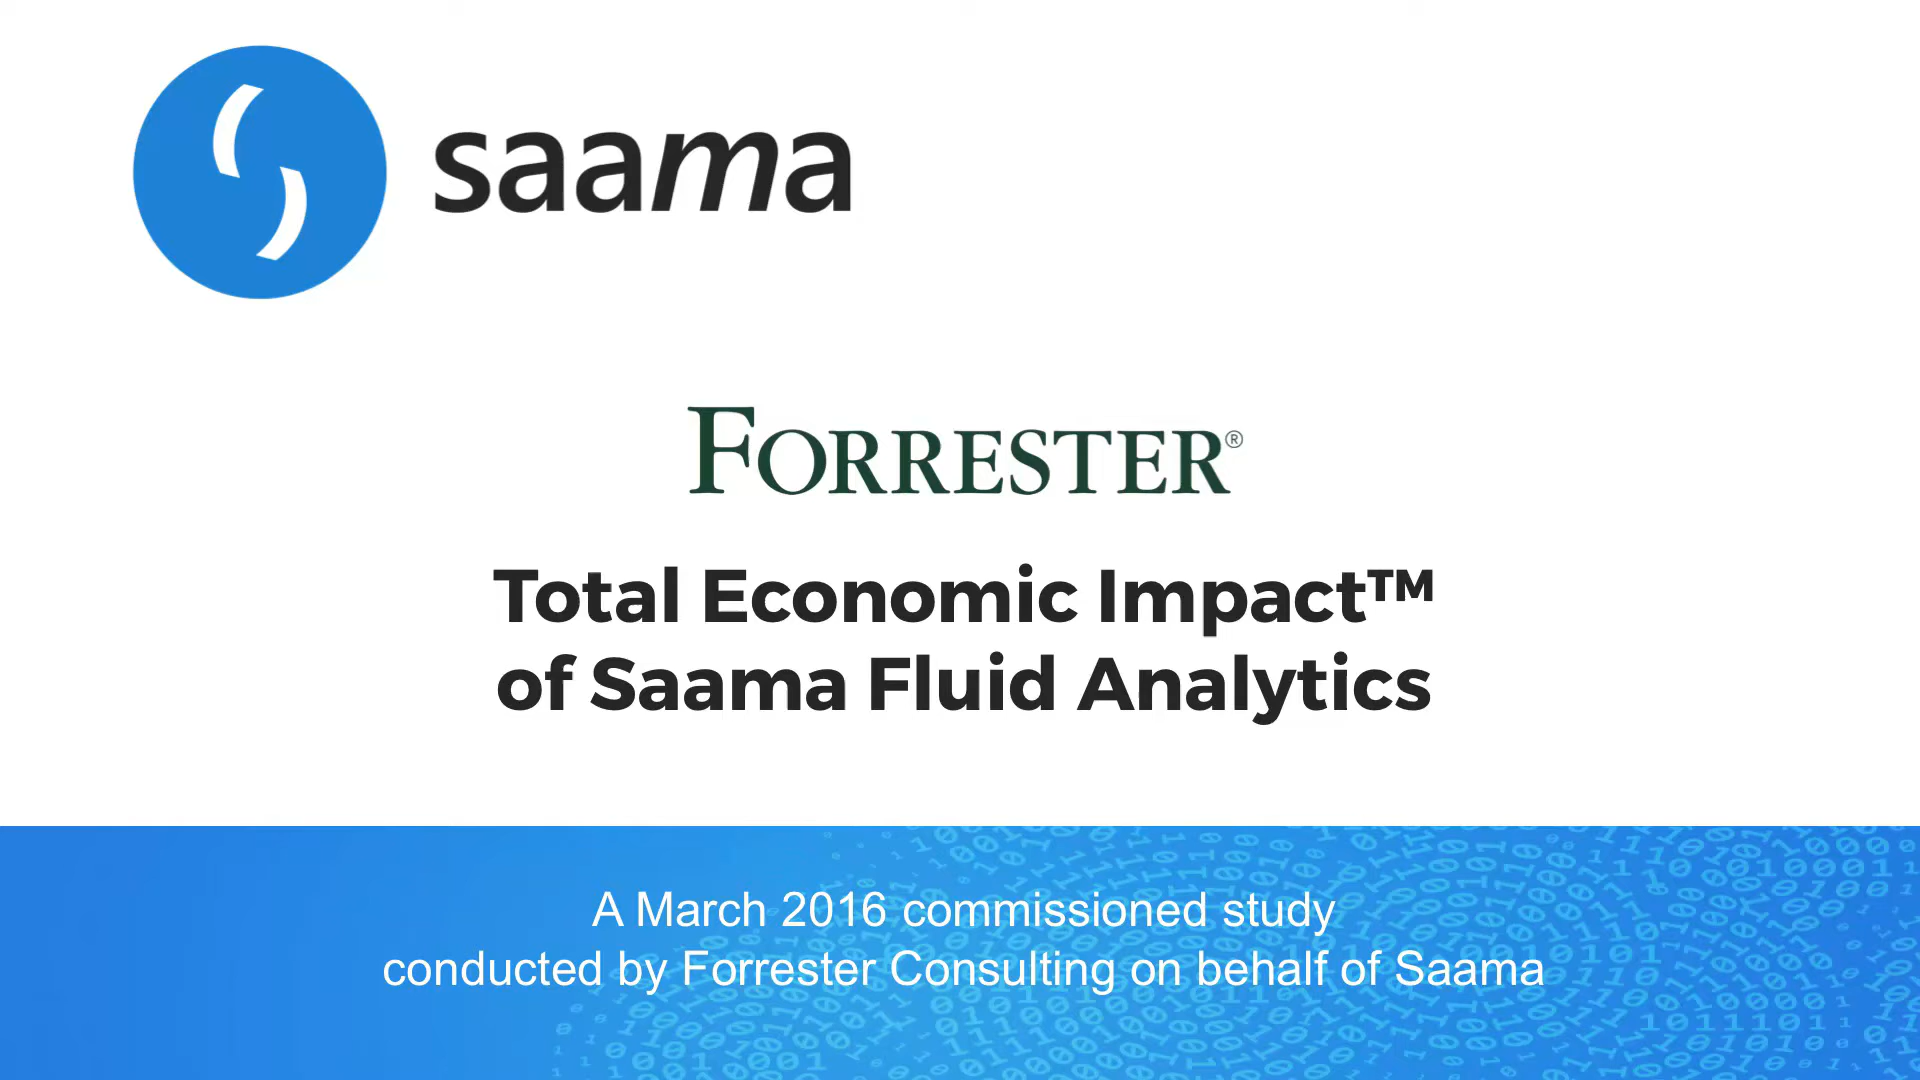 saama
FORRESTER®
Total Economic Impact™
of Saama Fluid Analytics
A March 2016 commissioned study
conducted by Forrester Consulting on behalf of Saama